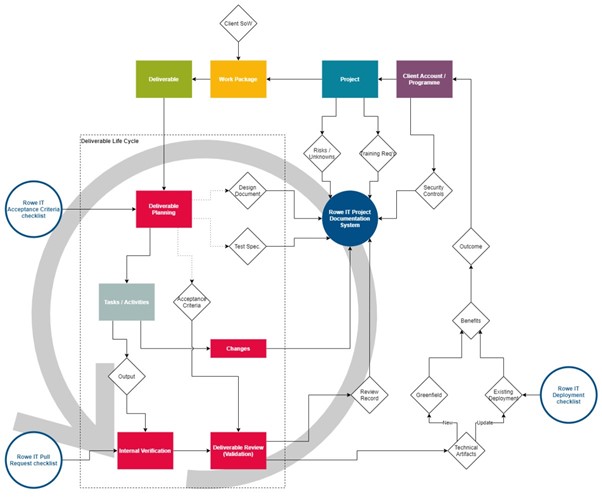 Client SoW
Deliverable
Work Package
Project
Client Account /
Programme
Deliverable Life Cycle
Risks /
Unknowns
Training Req's
Rowe IT
Acceptance Criteria
checklist
Deliverable
Planning
Design
Document
Rowe IT Project
Documentation
System
Security
Controls
Test Spec.
Outcome
Tasks / Activities
Acceptance
Criteria
Benefits
Changes
Output
Review
Record
Greenfield
Existing
Deployment
Rowe IT
Deployment
checklist
New
Update
Rowe IT Pull
Request checklist
Internal Verification
Deliverable Review
(Validation)
Technical
Artifacts